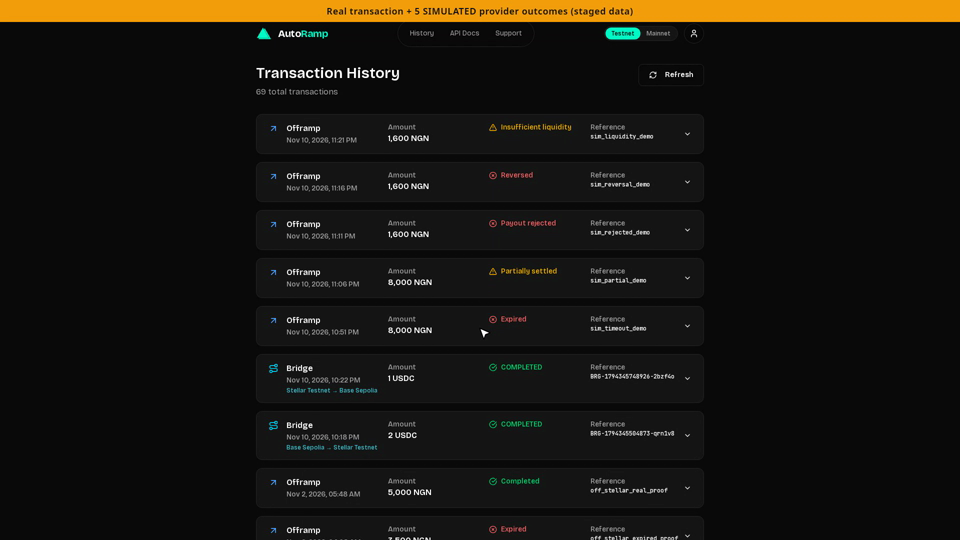 Real transaction + 5 SIMULATED provider outcomes (staged data)
AutoRamp
History
API Docs
Support
Testnet
Mainnet
Transaction History
69 total transactions
Refresh
Offramp
Nov 10, 2026, 11:21 PM
Amount
1,600 NGN
Insufficient liquidity
Reference
sim_liquidity_demo
Offramp
Nov 10, 2026, 11:16 PM
Amount
1,600 NGN
Reversed
Reference
sim_reversal_demo
Offramp
Nov 10, 2026, 11:11 PM
Amount
1,600 NGN
Payout rejected
Reference
sim_rejected_demo
Offramp
Nov 10, 2026, 11:06 PM
Amount
8,000 NGN
Partially settled
Reference
sim_partial_demo
Offramp
Nov 10, 2026, 10:51 PM
Amount
8,000 NGN
Expired
Reference
sim_timeout_demo
Bridge
Nov 10, 2026, 10:22 PM
Stellar Testnet → Base Sepolia
Amount
1 USDC
COMPLETED
Reference
BRG-1794345748926-2bzf4o
Bridge
Nov 10, 2026, 10:18 PM
Base Sepolia → Stellar Testnet
Amount
2 USDC
COMPLETED
Reference
BRG-1794345504873-qrn1v8
Offramp
Nov 2, 2026, 05:48 AM
Amount
5,000 NGN
Completed
Reference
off_stellar_real_proof
Offramp
Amount
Expired
Reference